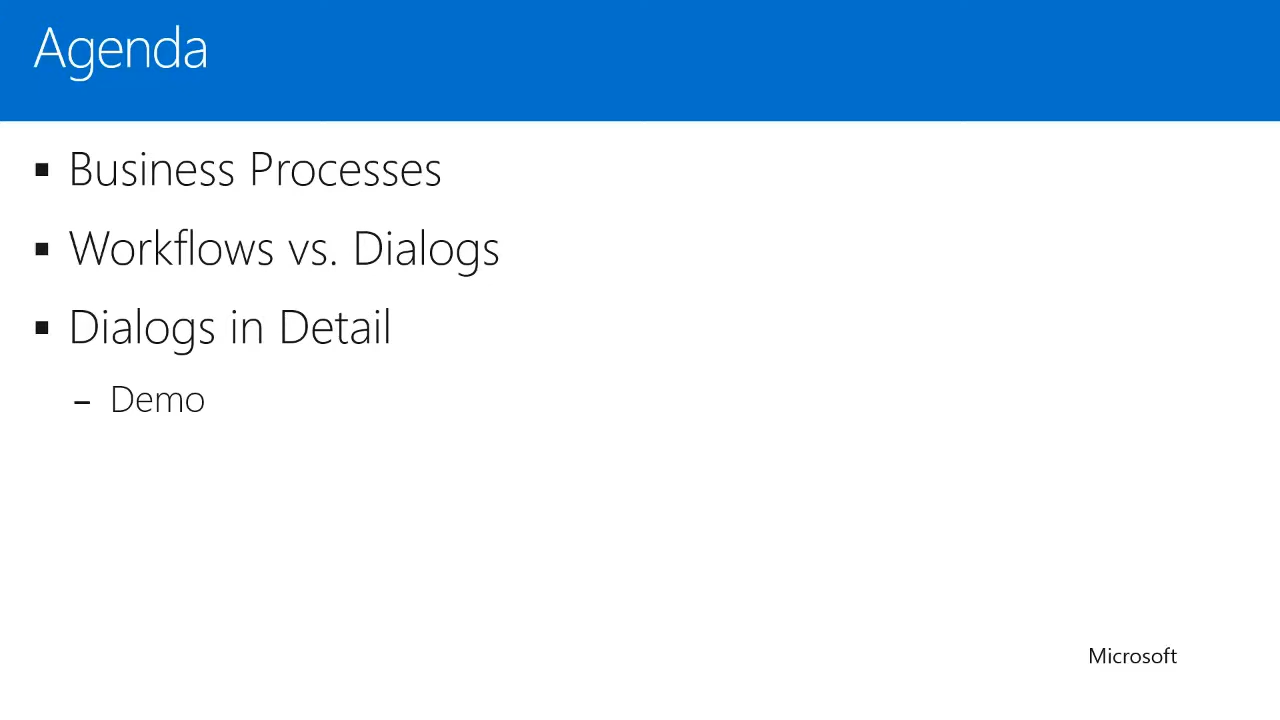 Agenda
▪ Business Processes
▪ Workflows vs. Dialogs
▪ Dialogs in Detail
– Demo
Microsoft